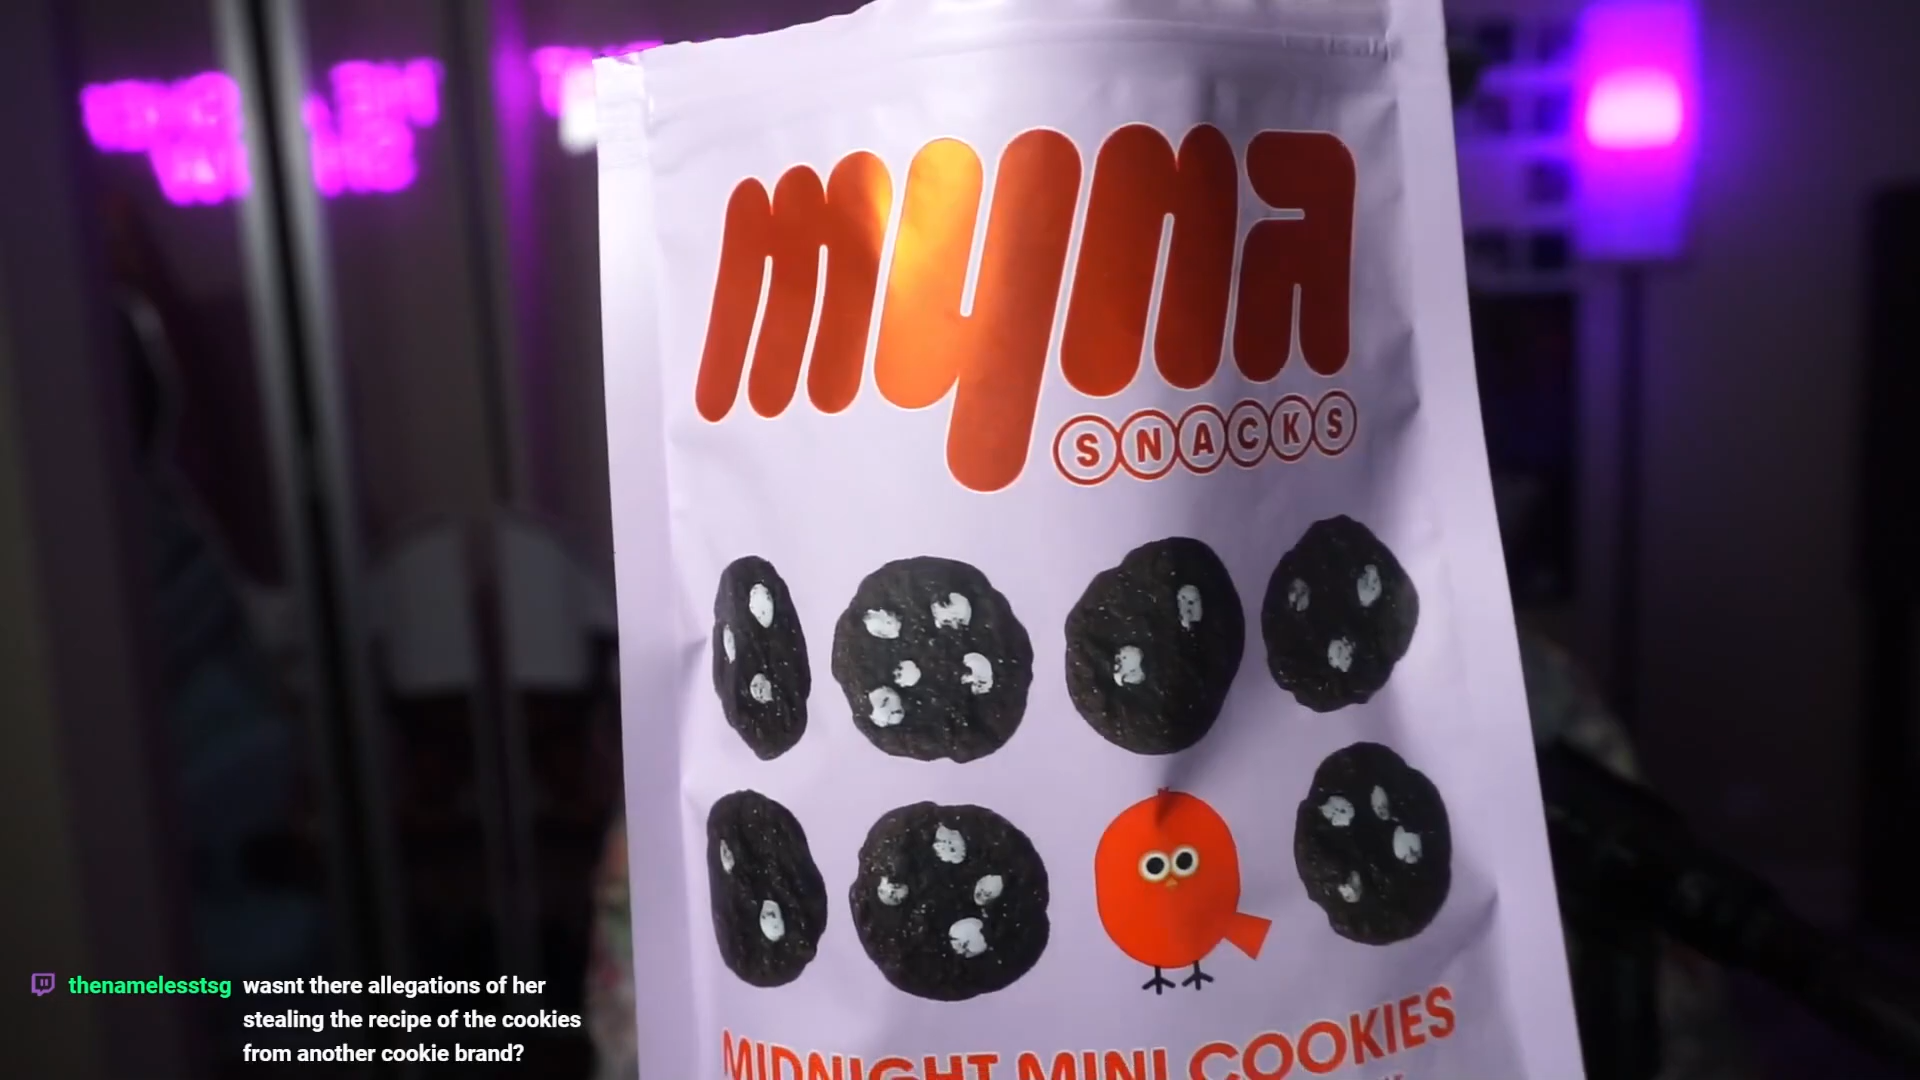 myna
SNACKS
MIDNIGHT MINI COOKIES
thenamelesstsg wasnt there allegations of her
stealing the recipe of the cookies
from another cookie brand?